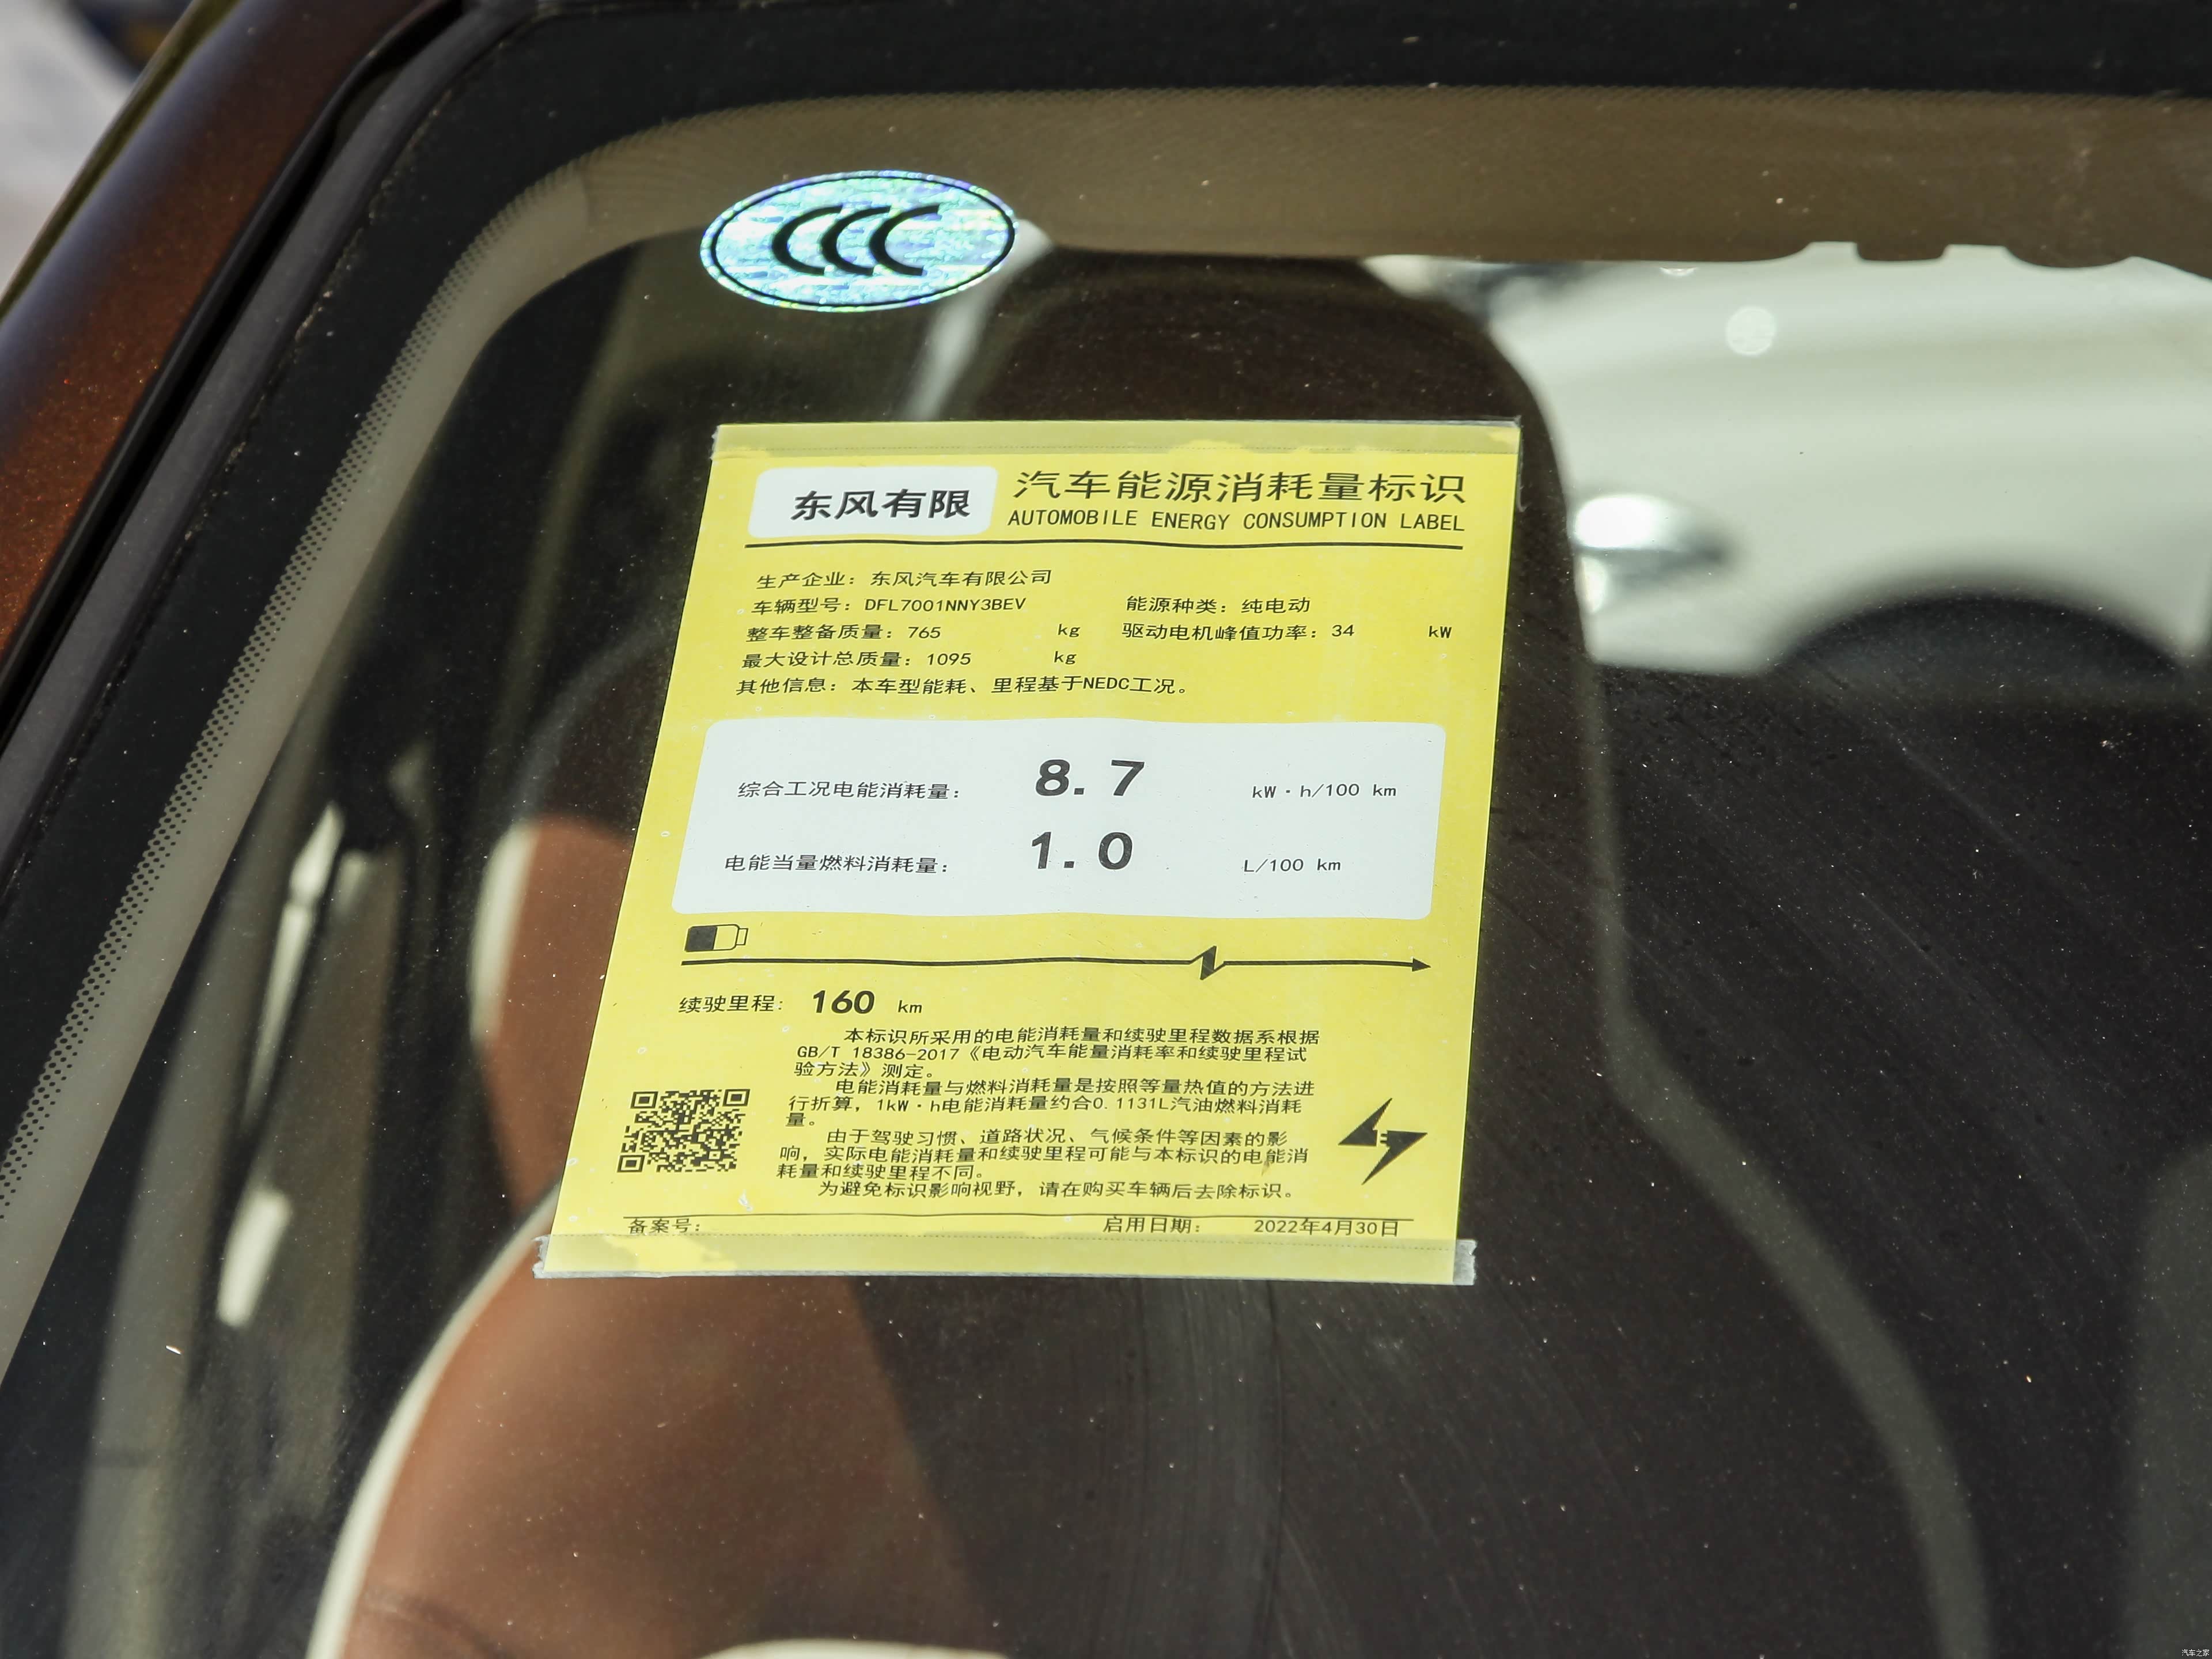 CCC
东风有限
汽车能源消耗量标识
AUTOMOBILE ENERGY CONSUMPTION LABEL
生产企业：东风汽车有限公司
车辆型号：DFL7001NNY3BEV 能源种类：纯电动
整车整备质量：765 kg 驱动电机峰值功率：34 kW
最大设计总质量：1095 kg
其他信息：本车型能耗、里程基于NEDC工况。
综合工况电能消耗量： 8.7 kW·h/100 km
电能当量燃料消耗量： 1.0 L/100 km
续驶里程： 160 km
本标识所采用的电能消耗量和续驶里程数据系根据
GB/T 18386-2017《电动汽车能量消耗率和续驶里程试
验方法》测定。
电能消耗量与燃料消耗量是按照等量热值的方法进
行折算，1kW·h电能消耗量约合0.1131L汽油燃料消耗
量。
由于驾驶习惯、道路状况、气候条件等因素的影
响，实际电能消耗量和续驶里程可能与本标识的电能消
耗量和续驶里程不同。
为避免标识影响视野，请在购买车辆后去除标识。
备案号： 启用日期： 2022年4月30日
汽车之家